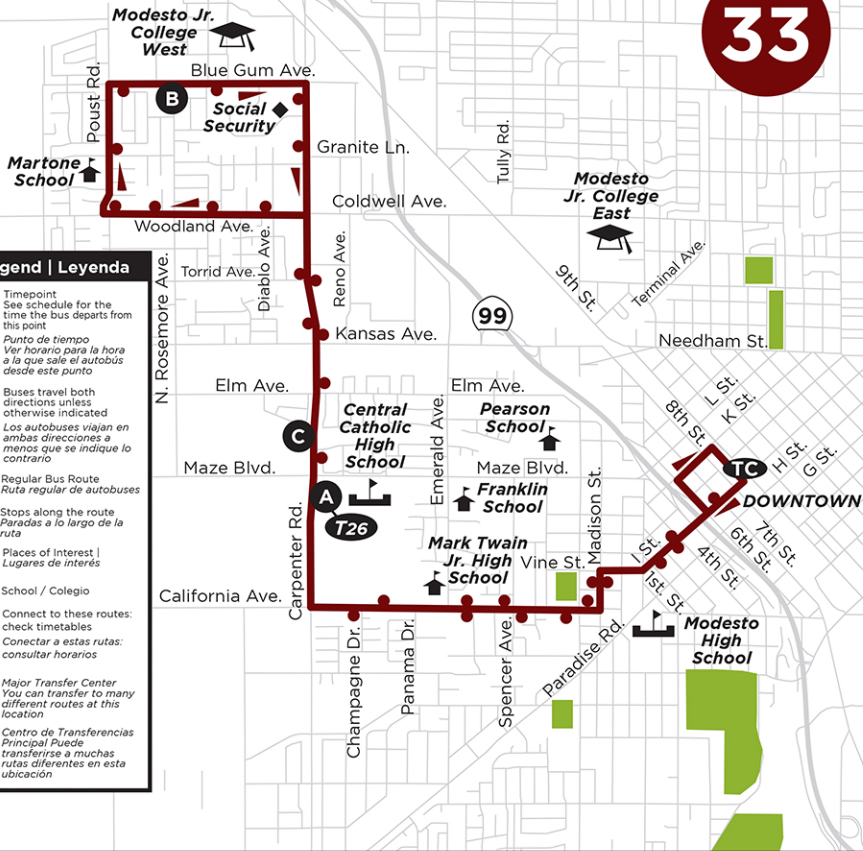 33
Modesto Jr.
College
West
Blue Gum Ave.
Poust Rd.
B
Social
Security
Granite Ln.
Martone
School
Coldwell Ave.
Woodland Ave.
Tully Rd.
Modesto
Jr. College
East
Terminal Ave.
9th St.
99
Needham St.
Torrid Ave.
Diablo Ave.
Reno Ave.
N. Rosemore Ave.
Kansas Ave.
Elm Ave.
Elm Ave.
L St.
K St.
8th St.
H St.
G St.
TC
DOWNTOWN
7th St.
6th St.
4th St.
I St.
1st. St.
C
Central
Catholic
High
School
Emerald Ave.
Pearson
School
Maze Blvd.
Maze Blvd.
A
T26
Franklin
School
Madison St.
Mark Twain
Jr. High
School
Vine St.
Carpenter Rd.
California Ave.
Champagne Dr.
Panama Dr.
Spencer Ave.
Paradise Rd.
Modesto
High
School
gend | Leyenda
Timepoint
See schedule for the
time the bus departs from
this point
Punto de tiempo
Ver horario para la hora
a la que sale el autobús
desde este punto
Buses travel both
directions unless
otherwise indicated
Los autobuses viajan en
ambas direcciones a
menos que se indique lo
contrario
Regular Bus Route
Ruta regular de autobuses
Stops along the route
Paradas a lo largo de la
ruta
Places of Interest |
Lugares de interés
School / Colegio
Connect to these routes:
check timetables
Conectar a estas rutas:
consultar horarios
Major Transfer Center
You can transfer to many
different routes at this
location
Centro de Transferencias
Principal Puede
transferirse a muchas
rutas diferentes en esta
ubicación